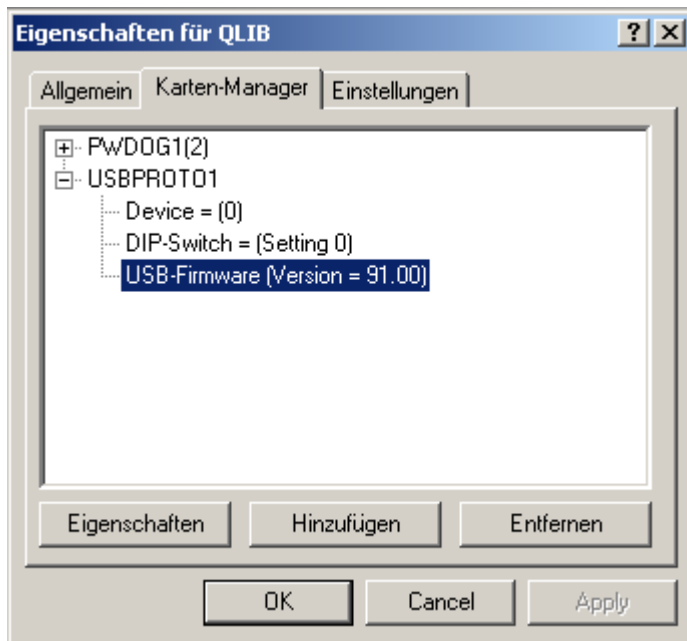 Eigenschaften für QLIB
Allgemein Karten-Manager Einstellungen
PWDOG1(2)
USBPROTO1
Device = (0)
DIP-Switch = (Setting 0)
USB-Firmware (Version = 91.00)
Eigenschaften Hinzufügen Entfernen
OK Cancel Apply